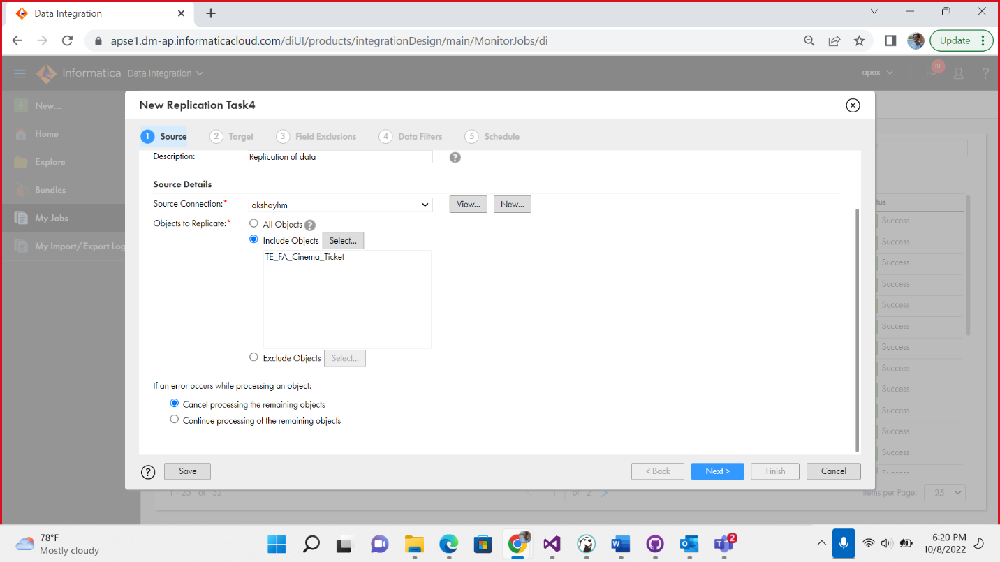 Data Integration
apse1.dm-ap.informaticacloud.com/diUI/products/integrationDesign/main/MonitorJobs/di
Update
Informatica Data Integration
apex
81
New...
Home
Explore
Bundles
My Jobs
My Import/Export Log
New Replication Task4
1 Source 2 Target 3 Field Exclusions 4 Data Filters 5 Schedule
Description: Replication of data
Source Details
Source Connection:* akshayhm View... New...
Objects to Replicate:* All Objects
Include Objects Select...
TE_FA_Cinema_Ticket
Exclude Objects Select...
If an error occurs while processing an object:
Cancel processing the remaining objects
Continue processing of the remaining objects
Save < Back Next > Finish Cancel
tus
Success
Success
Success
Success
Success
Success
Success
Success
Success
Success
Success
Success
1 - 25 of 32
1 of 2
Items per Page: 25
78°F
Mostly cloudy
2
6:20 PM
10/8/2022